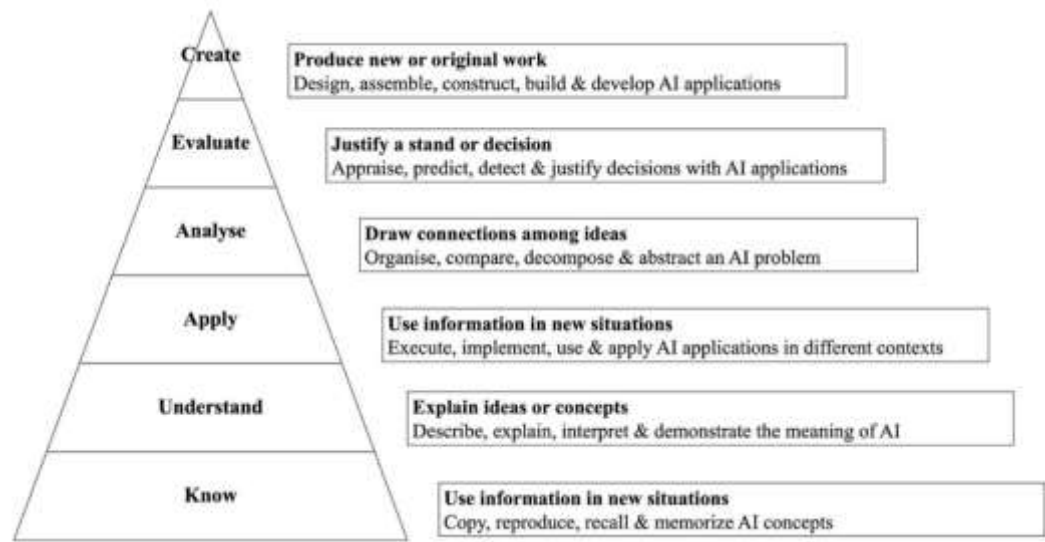 Create
Produce new or original work
Design, assemble, construct, build & develop AI applications
Evaluate
Justify a stand or decision
Appraise, predict, detect & justify decisions with AI applications
Analyse
Draw connections among ideas
Organise, compare, decompose & abstract an AI problem
Apply
Use information in new situations
Execute, implement, use & apply AI applications in different contexts
Understand
Explain ideas or concepts
Describe, explain, interpret & demonstrate the meaning of AI
Know
Use information in new situations
Copy, reproduce, recall & memorize AI concepts